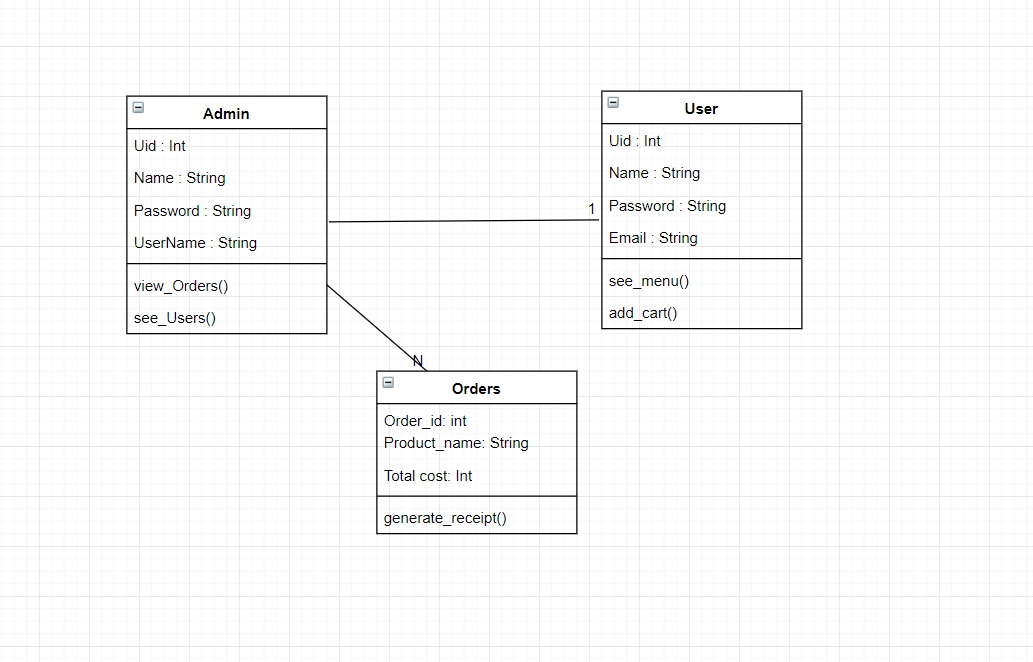 Admin
Uid : Int
Name : String
Password : String
UserName : String
view_Orders()
see_Users()
1
User
Uid : Int
Name : String
Password : String
Email : String
see_menu()
add_cart()
N
Orders
Order_id: int
Product_name: String
Total cost: Int
generate_receipt()